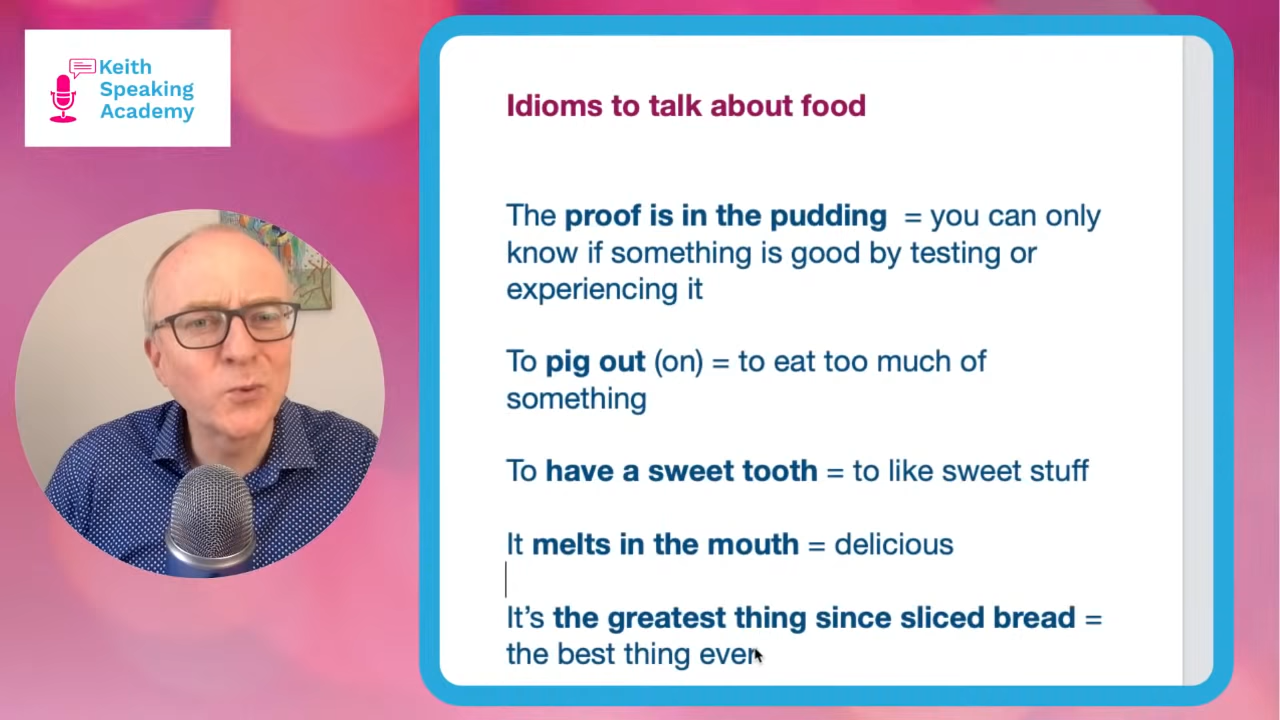 Keith
Speaking
Academy
Idioms to talk about food
The proof is in the pudding = you can only
know if something is good by testing or
experiencing it
To pig out (on) = to eat too much of
something
To have a sweet tooth = to like sweet stuff
It melts in the mouth = delicious
It's the greatest thing since sliced bread =
the best thing ever